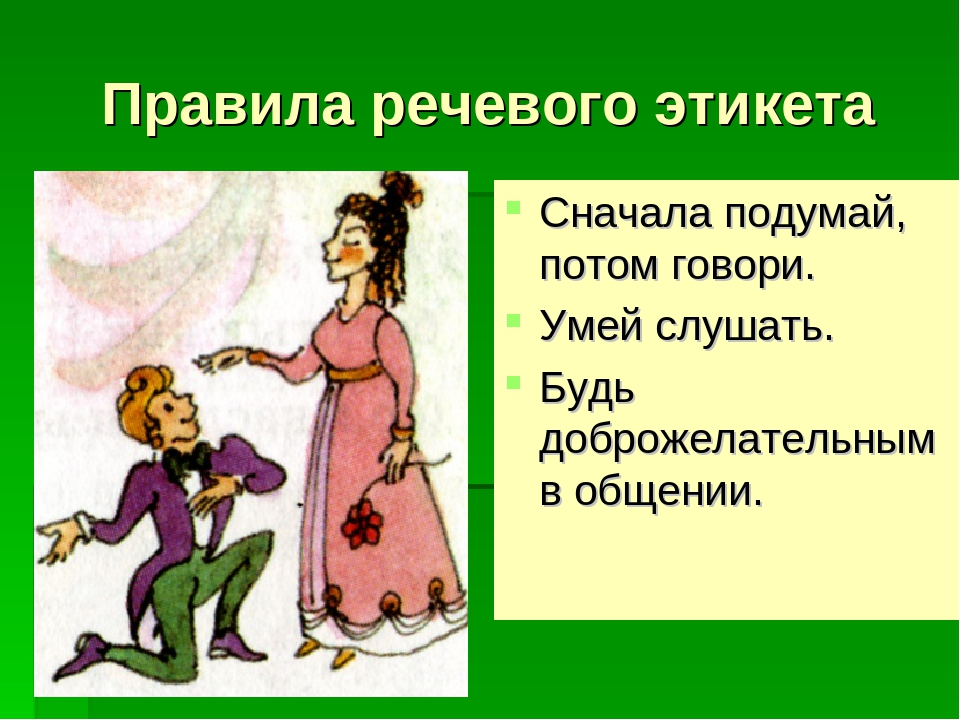 Правила речевого этикета
Сначала подумай,
потом говори.
Умей слушать.
Будь
доброжелательным
в общении.